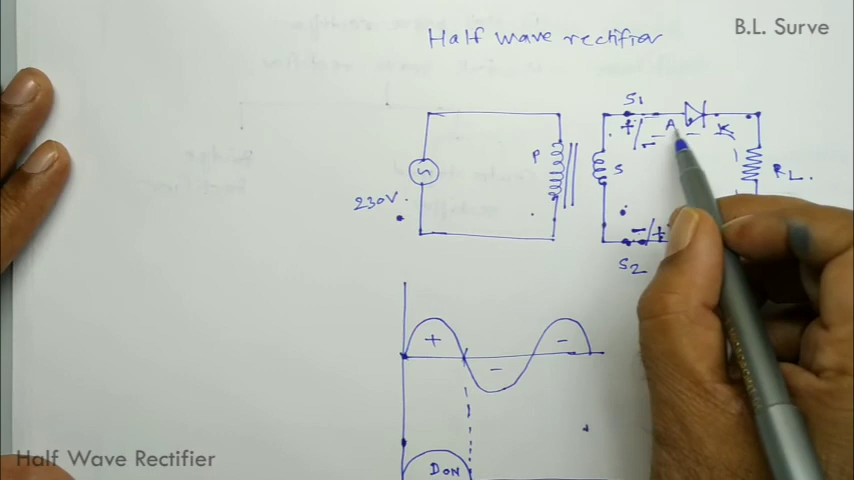 B.L. Surve
Half wave rectifier
S1
+/-
A
K
P
S
RL.
230V.
-/+
S2
+
-
-
DON
Half Wave Rectifier